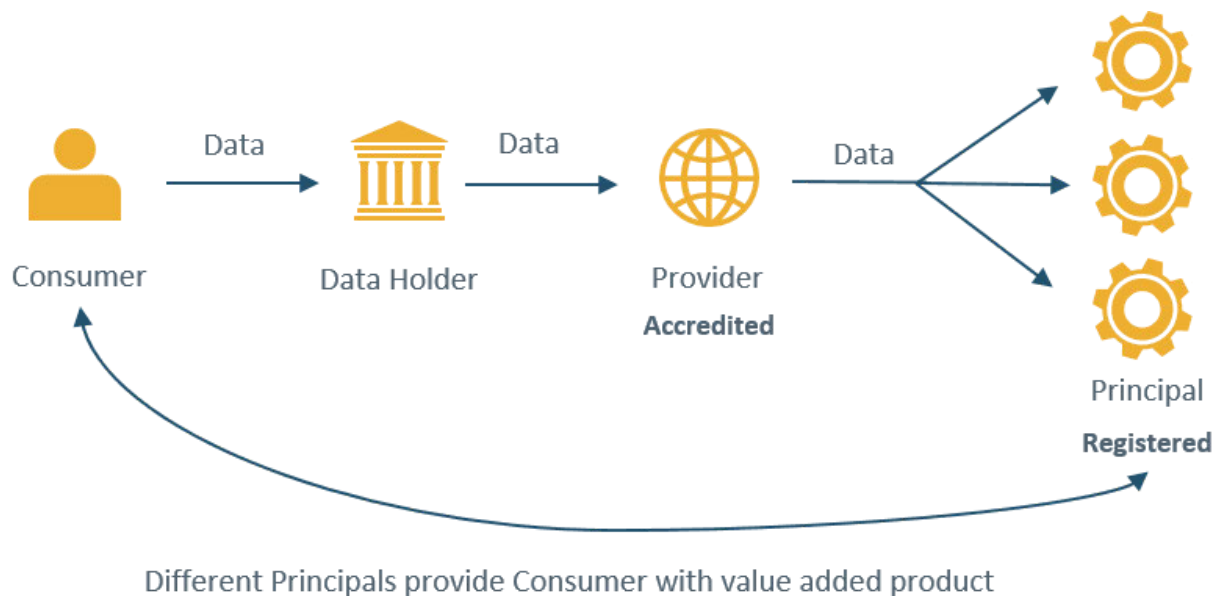 Data
Data
Data
Consumer
Data Holder
Provider
Accredited
Principal
Registered
Different Principals provide Consumer with value added product